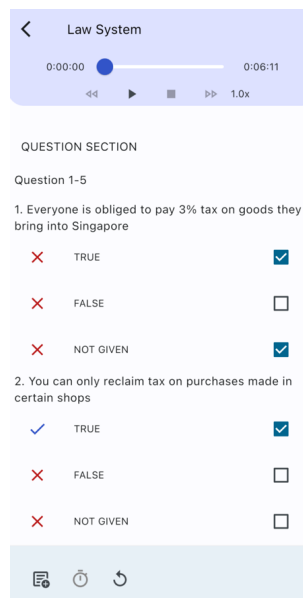 Law System
0:00:00 0:06:11
1.0x
QUESTION SECTION
Question 1-5
1. Everyone is obliged to pay 3% tax on goods they
bring into Singapore
TRUE
FALSE
NOT GIVEN
2. You can only reclaim tax on purchases made in
certain shops
TRUE
FALSE
NOT GIVEN